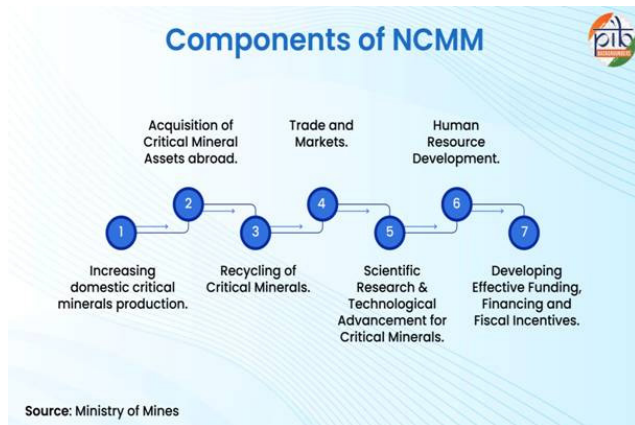 Components of NCMM
pib
Acquisition of
Critical Mineral
Assets abroad.
Trade and
Markets.
Human
Resource
Development.
2
4
6
1
3
5
7
Increasing
domestic critical
minerals production.
Recycling of
Critical Minerals.
Scientific
Research &
Technological
Advancement for
Critical Minerals.
Developing
Effective Funding,
Financing and
Fiscal Incentives.
Source: Ministry of Mines